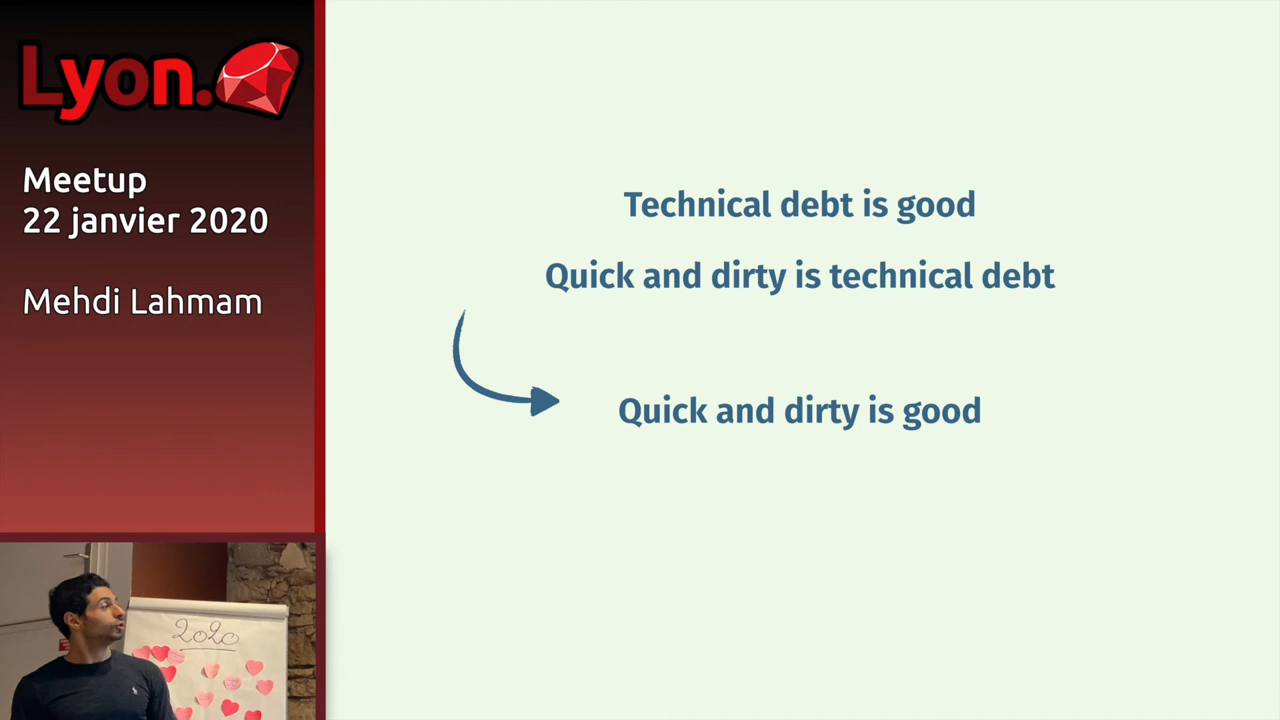 Lyon.
Meetup
22 janvier 2020
Mehdi Lahmam
Technical debt is good
Quick and dirty is technical debt
Quick and dirty is good
2020